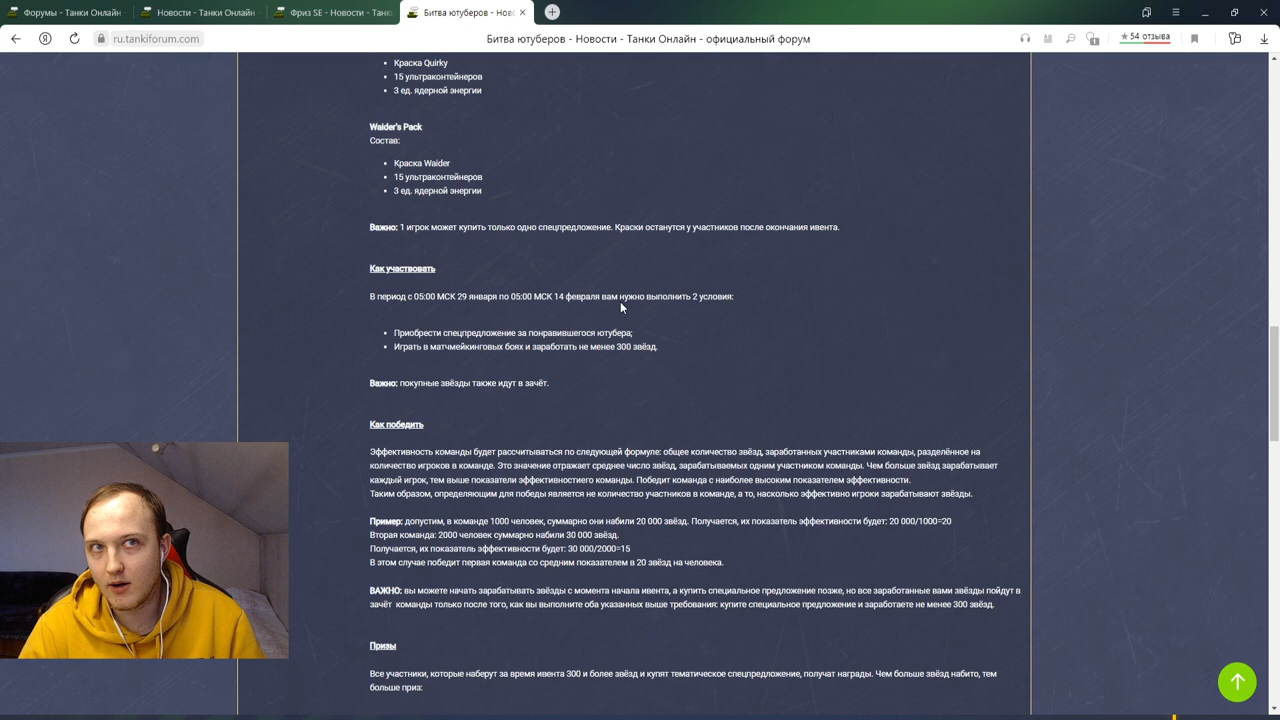 Форумы - Танки Онлайн
Новости - Танки Онлайн
Фриз SE - Новости - Танк
Битва ютуберов - Нов
ru.tankiforum.com
Битва ютуберов - Новости - Танки Онлайн - официальный форум
★ 54 отзыва
Краска Quirky
15 ультраконтейнеров
3 ед. ядерной энергии
Waider's Pack
Состав:
Краска Waider
15 ультраконтейнеров
3 ед. ядерной энергии
Важно: 1 игрок может купить только одно спецпредложение. Краски останутся у участников после окончания ивента.
Как участвовать
В период с 05:00 МСК 29 января по 05:00 МСК 14 февраля вам нужно выполнить 2 условия:
Приобрести спецпредложение за понравившегося ютубера;
Играть в матчмейкинговых боях и заработать не менее 300 звёзд.
Важно: покупные звёзды также идут в зачёт.
Как победить
Эффективность команды будет рассчитываться по следующей формуле: общее количество звёзд, заработанных участниками команды, разделённое на
количество игроков в команде. Это значение отражает среднее число звёзд, зарабатываемых одним участником команды. Чем больше звёзд зарабатывает
каждый игрок, тем выше показатели эффективностиего команды. Победит команда с наиболее высоким показателем эффективности.
Таким образом, определяющим для победы является не количество участников в команде, а то, насколько эффективно игроки зарабатывают звёзды.
Пример: допустим, в команде 1000 человек, суммарно они набили 20 000 звёзд. Получается, их показатель эффективности будет: 20 000/1000=20
Вторая команда: 2000 человек суммарно набили 30 000 звёзд.
Получается, их показатель эффективности будет: 30 000/2000=15
В этом случае победит первая команда со средним показателем в 20 звёзд на человека.
ВАЖНО: вы можете начать зарабатывать звёзды с момента начала ивента, а купить специальное предложение позже, но все заработанные вами звёзды пойдут в
зачёт команды только после того, как вы выполните оба указанных выше требования: купите специальное предложение и заработаете не менее 300 звёзд.
Призы
Все участники, которые наберут за время ивента 300 и более звёзд и купят тематическое спецпредложение, получат награды. Чем больше звёзд набито, тем
больше приз: